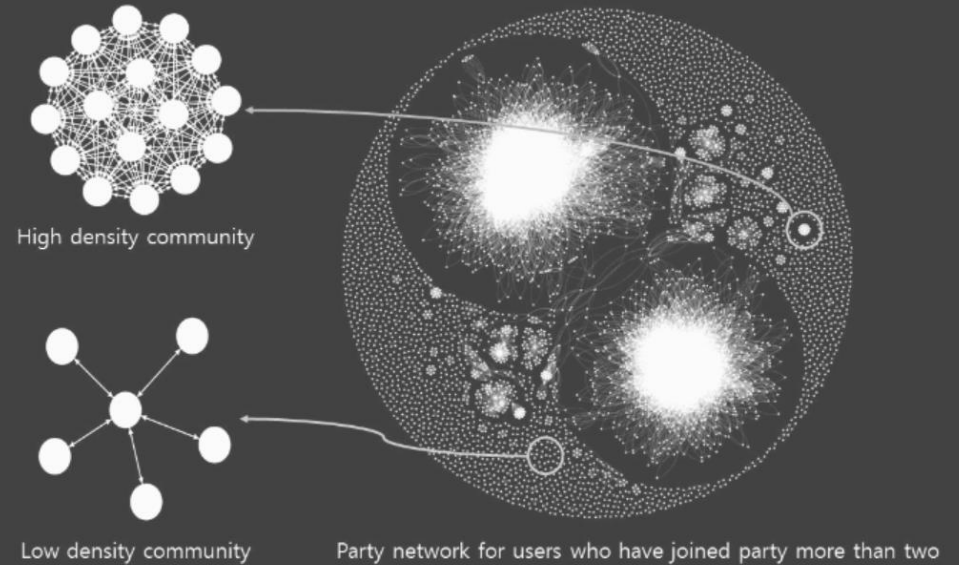 High density community
Low density community
Party network for users who have joined party more than two